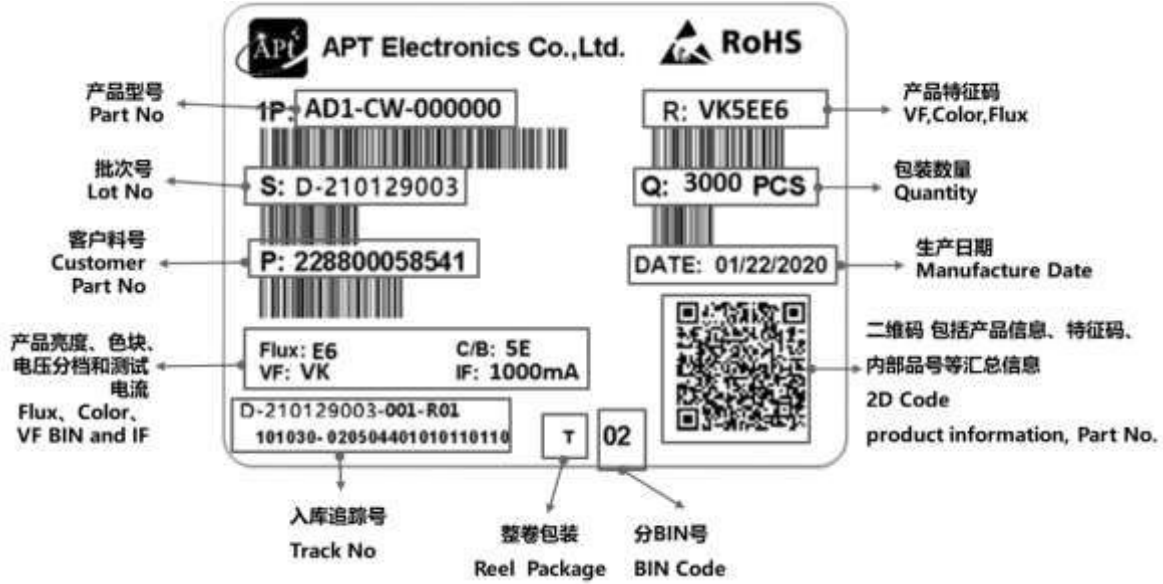 APT
APT Electronics Co.,Ltd.
RoHS
产品型号
Part No
1P: AD1-CW-000000
R: VK5EE6
产品特征码
VF,Color,Flux
批次号
Lot No
S: D-210129003
Q: 3000 PCS
包装数量
Quantity
客户料号
Customer
Part No
P: 228800058541
DATE: 01/22/2020
生产日期
Manufacture Date
产品亮度、色块、
电压分档和测试
电流
Flux、Color、
VF BIN and IF
Flux: E6
C/B: 5E
VF: VK
IF: 1000mA
二维码 包括产品信息、特征码、
内部品号等汇总信息
2D Code
product information, Part No.
D-210129003-001-R01
101030-020504401010110110
T
02
入库追踪号
Track No
整卷包装
Reel Package
分BIN号
BIN Code